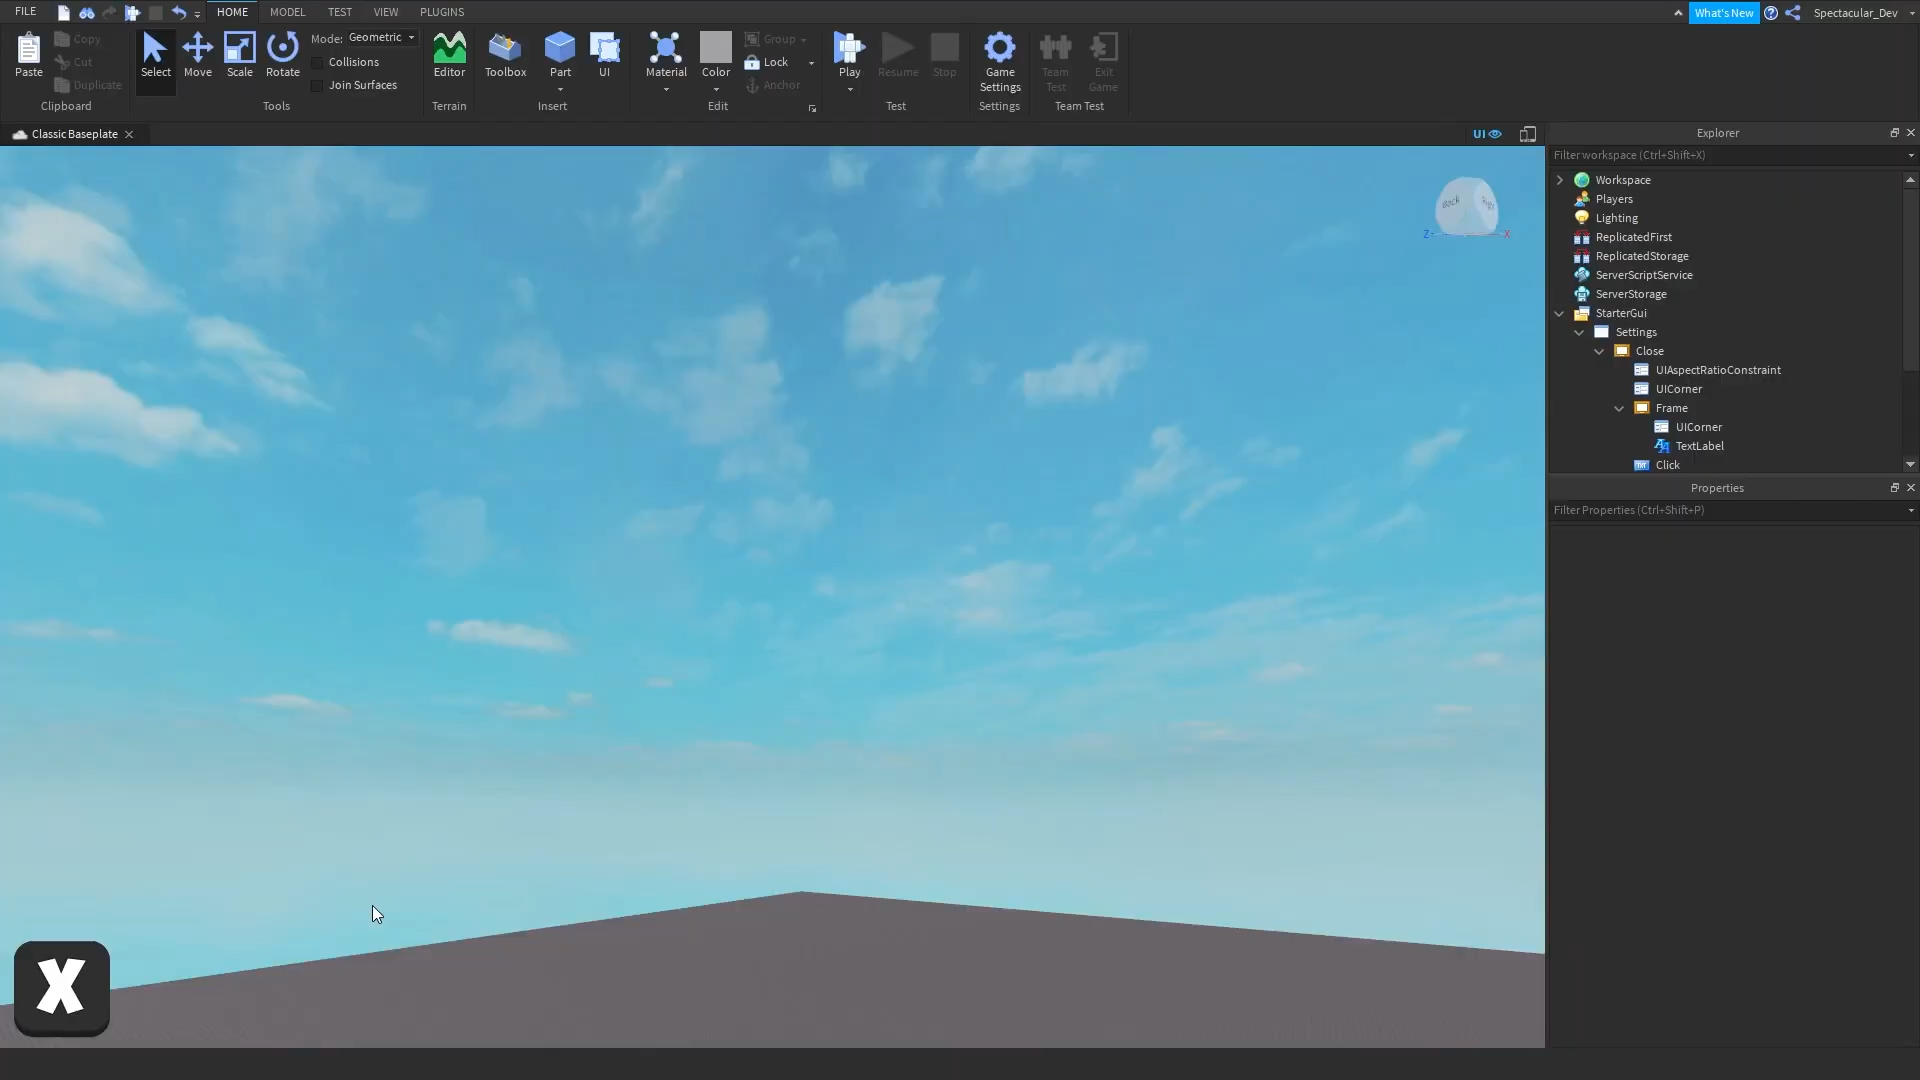 FILE
HOME
MODEL
TEST
VIEW
PLUGINS
What's New
Spectacular_Dev
Paste
Copy
Cut
Duplicate
Clipboard
Select
Move
Scale
Rotate
Mode: Geometric
Collisions
Join Surfaces
Tools
Editor
Terrain
Toolbox
Part
UI
Insert
Material
Color
Group
Lock
Anchor
Edit
Play
Resume
Stop
Test
Game
Settings
Settings
Team
Test
Exit
Game
Team Test
Classic Baseplate
UI
Explorer
Filter workspace (Ctrl+Shift+X)
Workspace
Players
Lighting
ReplicatedFirst
ReplicatedStorage
ServerScriptService
ServerStorage
StarterGui
Settings
Close
UIAspectRatioConstraint
UICorner
Frame
UICorner
TextLabel
Click
Properties
Filter Properties (Ctrl+Shift+P)
Back
Right
Z
X
X